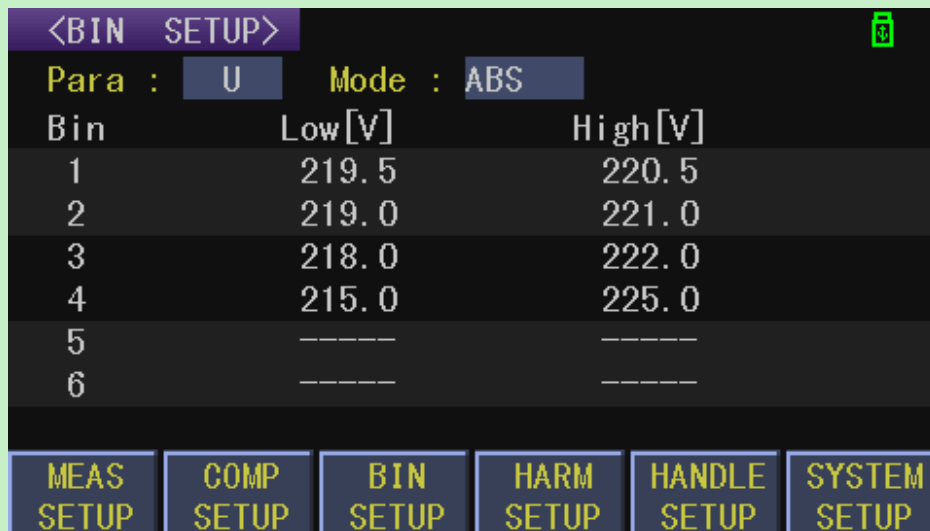 <BIN SETUP>
Para : U Mode : ABS
Bin Low[V] High[V]
1 219.5 220.5
2 219.0 221.0
3 218.0 222.0
4 215.0 225.0
5 ----- -----
6 ----- -----
MEAS SETUP COMP SETUP BIN SETUP HARM SETUP HANDLE SETUP SYSTEM SETUP